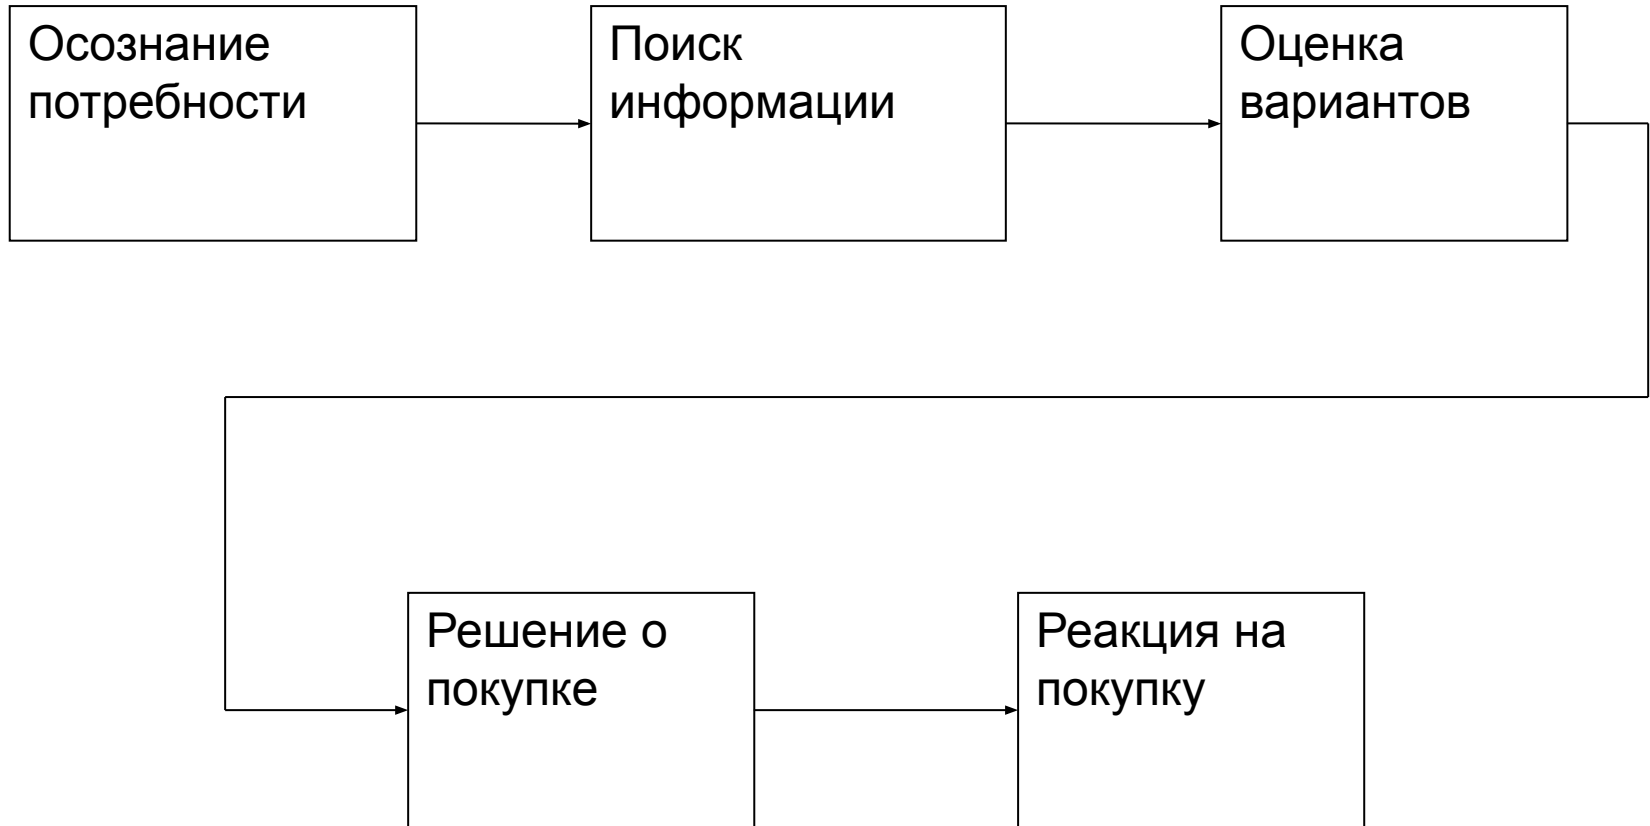 Осознание
потребности
Поиск
информации
Оценка
вариантов
Решение о
покупке
Реакция на
покупку